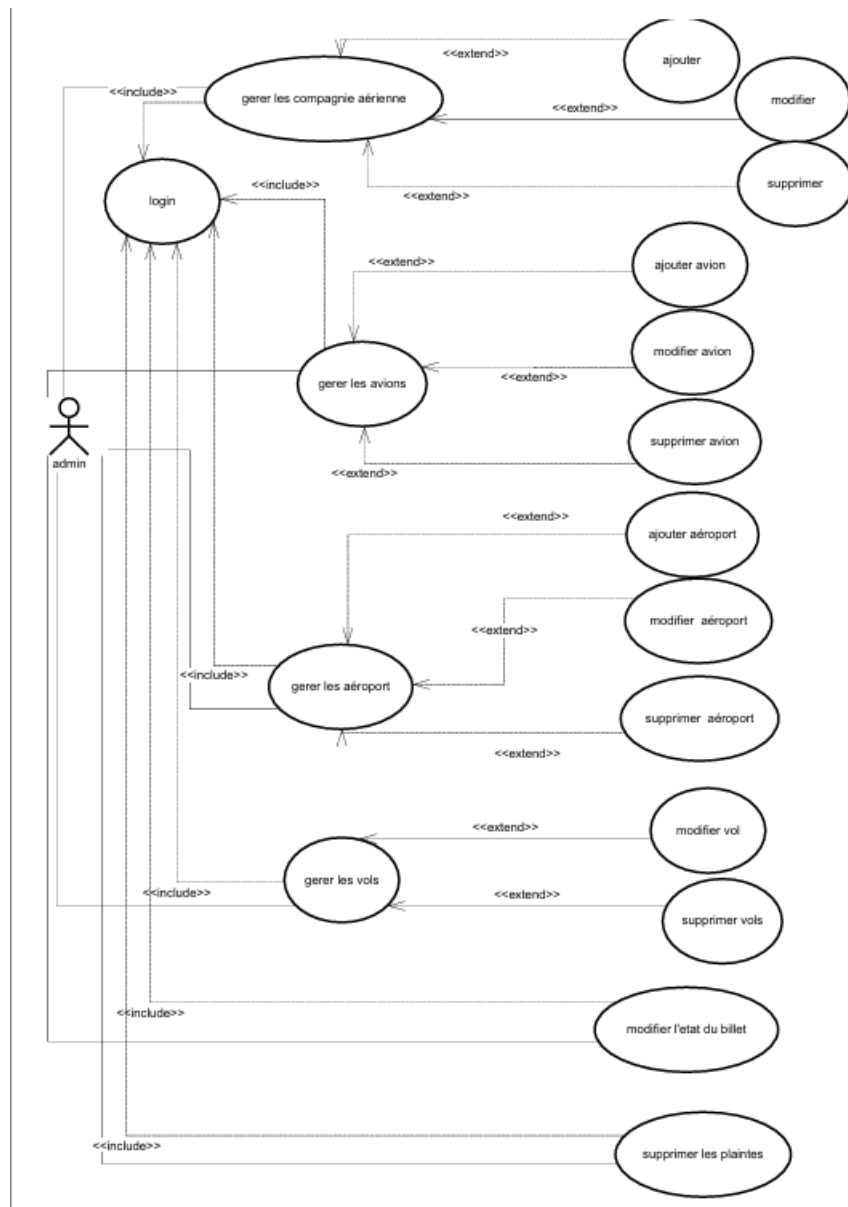 <<extend>>
ajouter
<<include>>
gerer les compagnie aérienne
modifier
<<extend>>
<<include>>
login
supprimer
<<extend>>
ajouter avion
<<extend>>
modifier avion
gerer les avions
<<extend>>
supprimer avion
admin
<<extend>>
<<extend>>
ajouter aéroport
modifier aéroport
<<extend>>
<<include>>
gerer les aéroport
supprimer aéroport
<<extend>>
<<extend>>
modifier vol
gerer les vols
<<include>>
<<extend>>
supprimer vols
<<include>>
modifier l'etat du billet
<<include>>
supprimer les plaintes